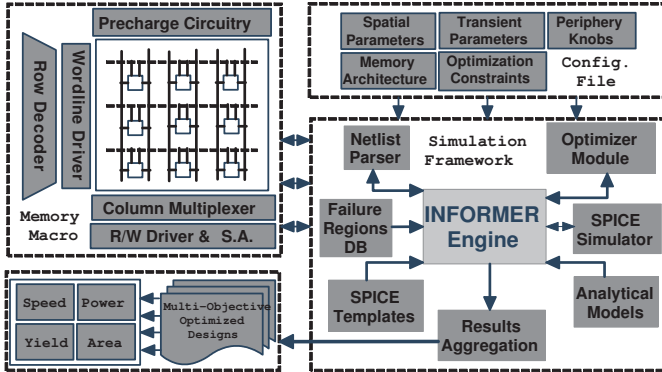 Precharge Circuitry
Row Decoder
Wordline Driver
Memory
Macro
Column Multiplexer
R/W Driver & S.A.
Spatial
Parameters
Transient
Parameters
Periphery
Knobs
Memory
Architecture
Optimization
Constraints
Config.
File
Netlist
Parser
Simulation
Framework
Optimizer
Module
Failure
Regions
DB
INFORMER
Engine
SPICE
Simulator
SPICE
Templates
Results
Aggregation
Analytical
Models
Speed
Power
Yield
Area
Multi-Objective
Optimized
Designs